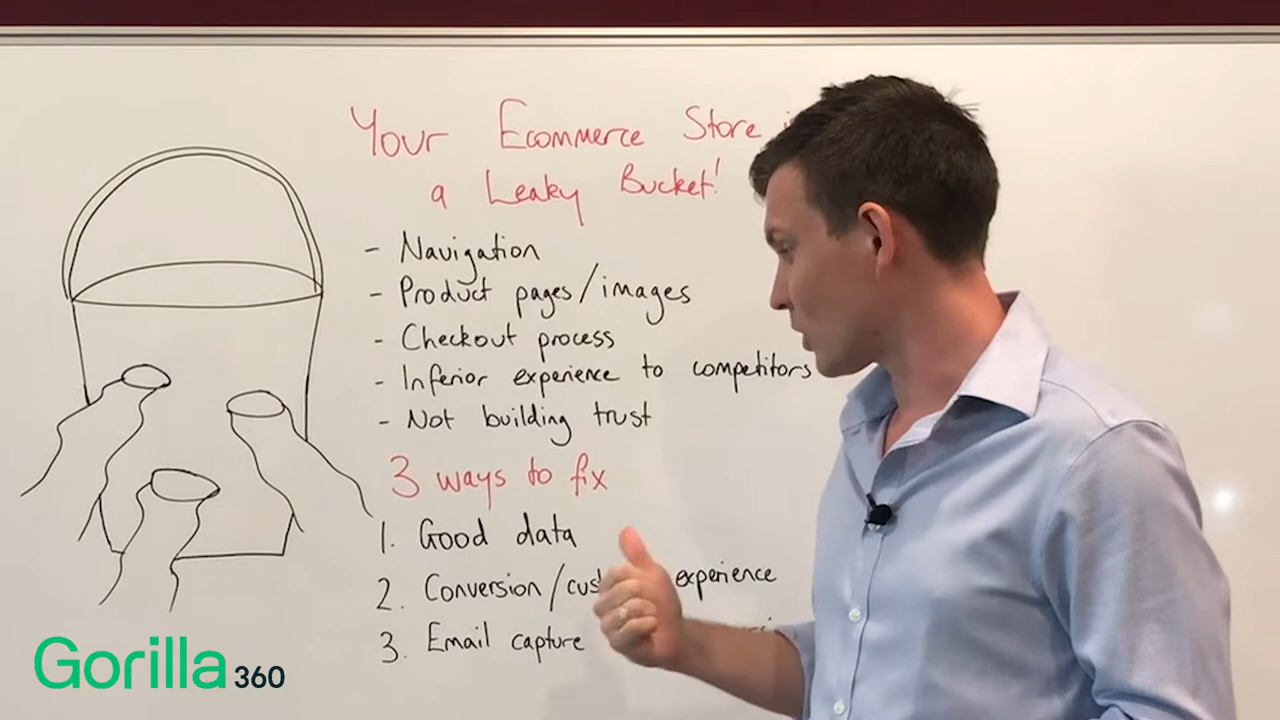 Your Ecommerce Store
a Leaky Bucket!
- Navigation
- Product pages/images
- Checkout process
- Inferior experience to competitors
- Not building trust
3 ways to fix
1. Good data
2. Conversion/cus experience
3. Email capture
Gorilla 360